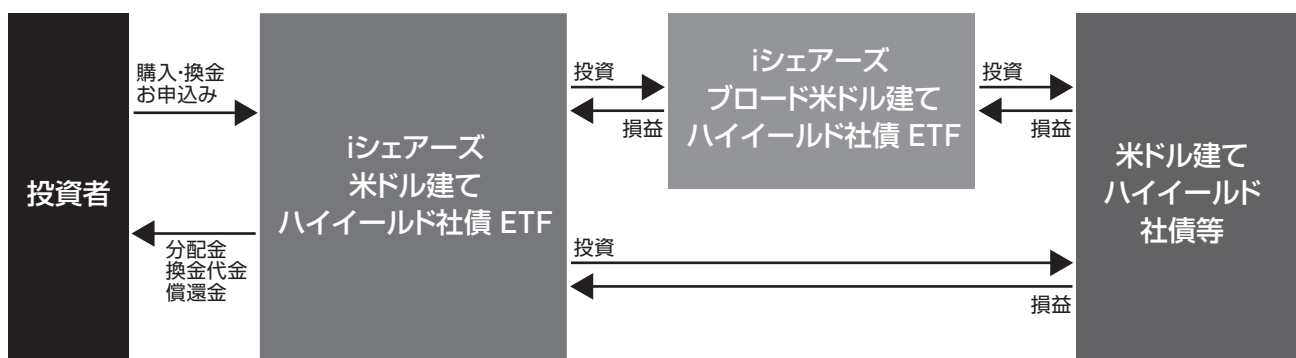 投資者
購入・換金
お申込み
分配金
換金代金
償還金
iシェアーズ
米ドル建て
ハイイールド社債 ETF
投資
損益
iシェアーズ
ブロード米ドル建て
ハイイールド社債 ETF
投資
損益
投資
損益
米ドル建て
ハイイールド
社債等